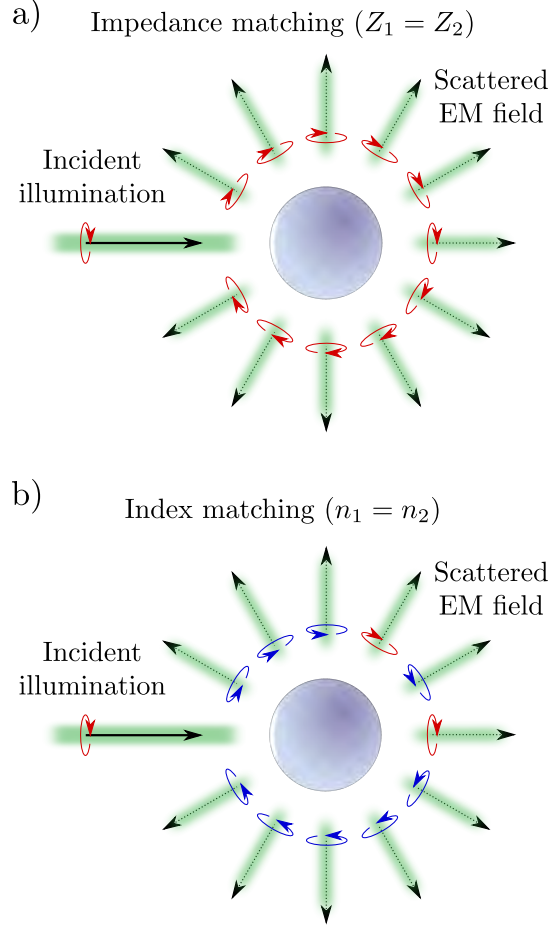 a)
Impedance matching (Z₁ = Z₂)
Scattered
EM field
Incident
illumination
b)
Index matching (n₁ = n₂)
Scattered
EM field
Incident
illumination